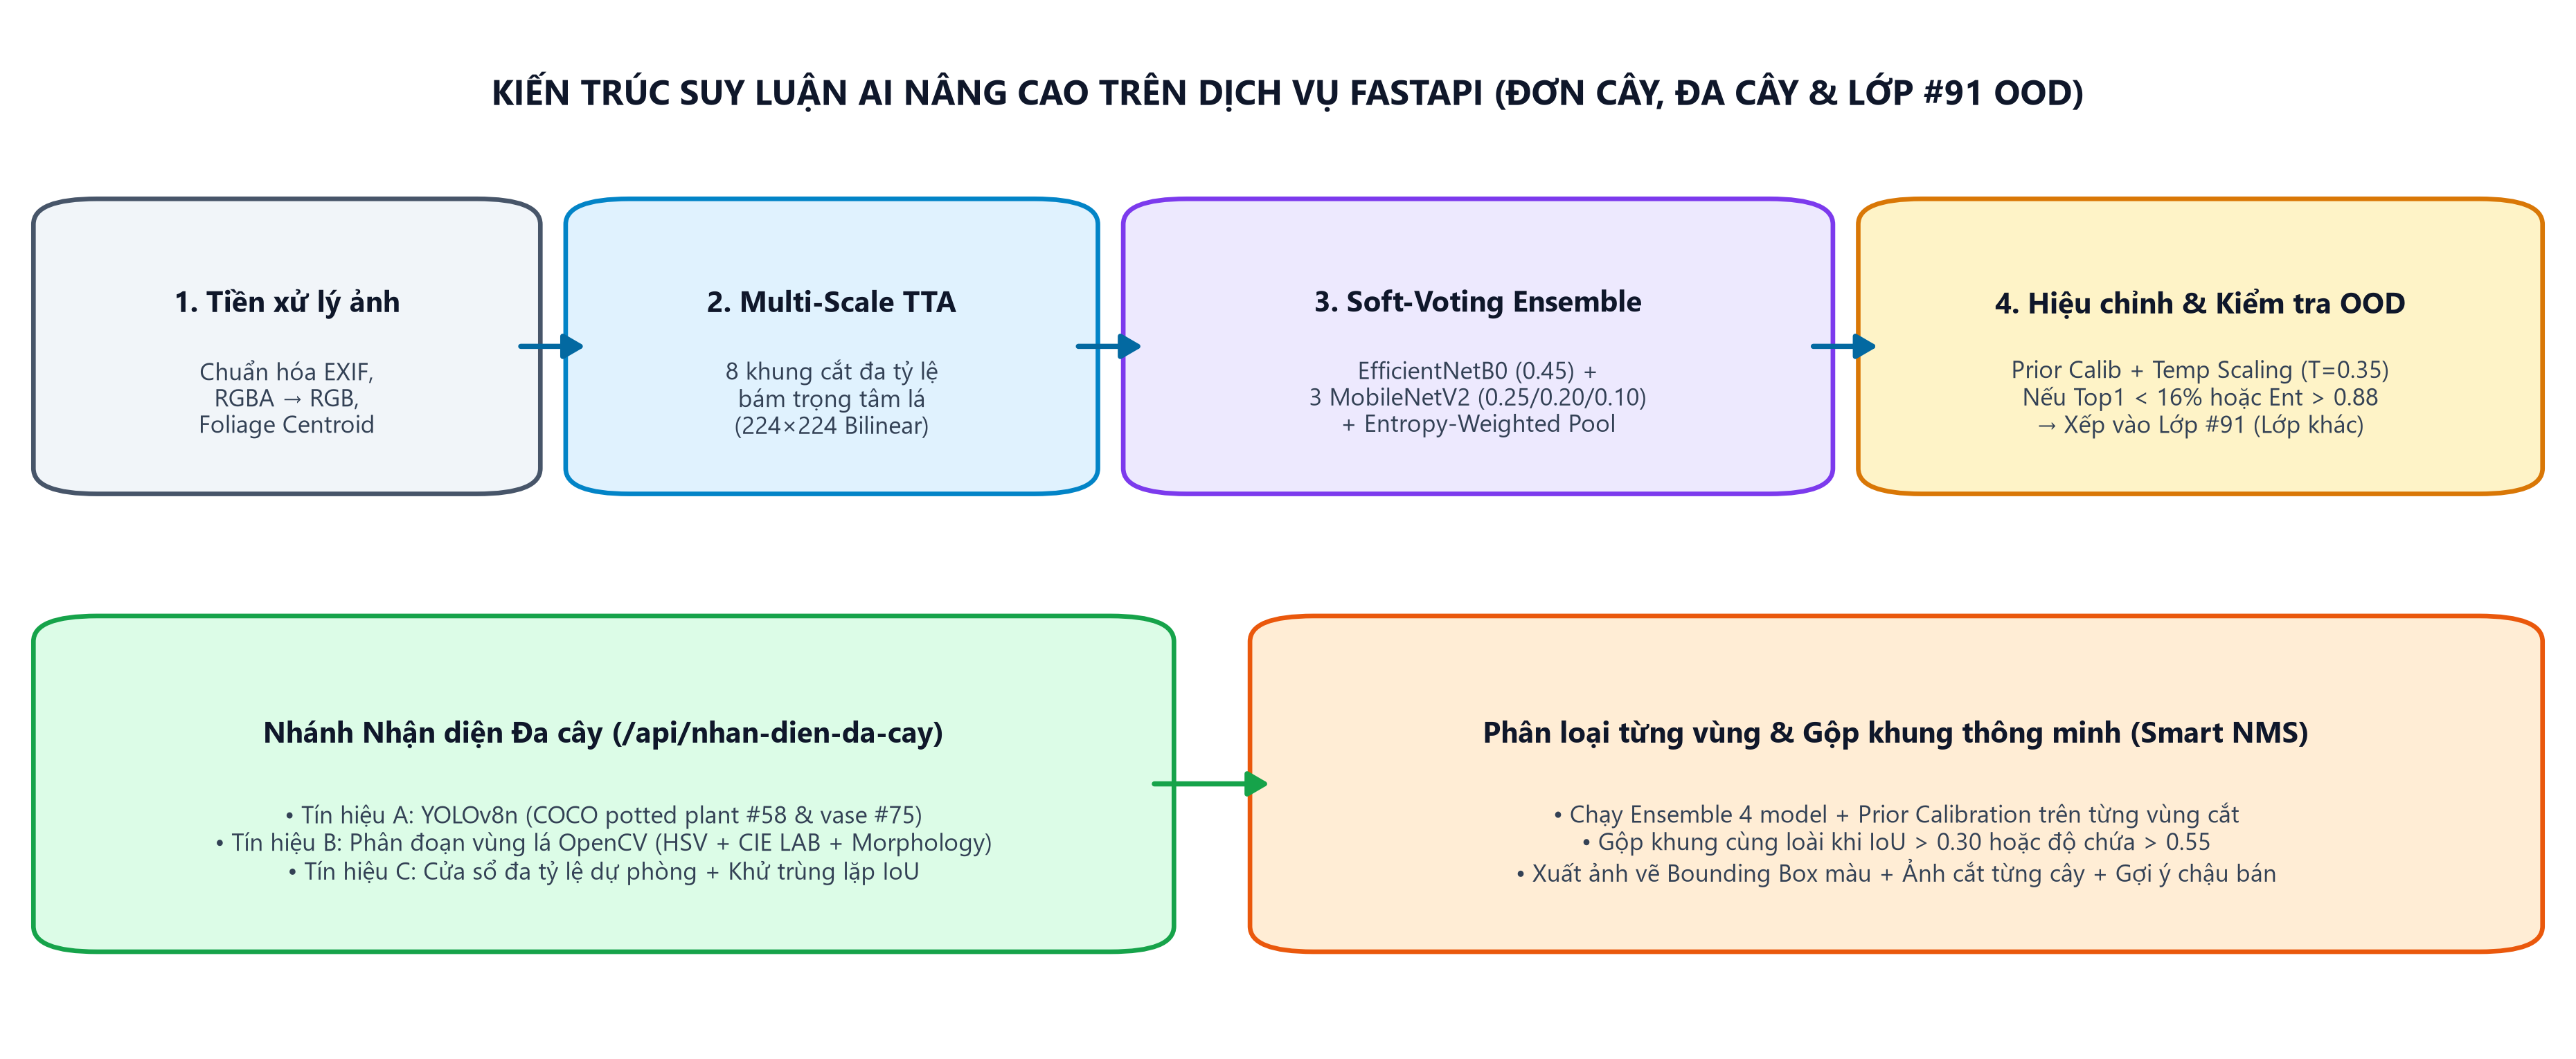 KIẾN TRÚC SUY LUẬN AI NÂNG CAO TRÊN DỊCH VỤ FASTAPI (ĐƠN CÂY, ĐA CÂY & LỚP #91 OOD)
1. Tiền xử lý ảnh
Chuẩn hóa EXIF,
RGBA → RGB,
Foliage Centroid
2. Multi-Scale TTA
8 khung cắt đa tỷ lệ
bám trọng tâm lá
(224×224 Bilinear)
3. Soft-Voting Ensemble
EfficientNetB0 (0.45) +
3 MobileNetV2 (0.25/0.20/0.10)
+ Entropy-Weighted Pool
4. Hiệu chỉnh & Kiểm tra OOD
Prior Calib + Temp Scaling (T=0.35)
Nếu Top1 < 16% hoặc Ent > 0.88
→ Xếp vào Lớp #91 (Lớp khác)
Nhánh Nhận diện Đa cây (/api/nhan-dien-da-cay)
• Tín hiệu A: YOLOv8n (COCO potted plant #58 & vase #75)
• Tín hiệu B: Phân đoạn vùng lá OpenCV (HSV + CIE LAB + Morphology)
• Tín hiệu C: Cửa sổ đa tỷ lệ dự phòng + Khử trùng lặp IoU
Phân loại từng vùng & Gộp khung thông minh (Smart NMS)
• Chạy Ensemble 4 model + Prior Calibration trên từng vùng cắt
• Gộp khung cùng loài khi IoU > 0.30 hoặc độ chứa > 0.55
• Xuất ảnh vẽ Bounding Box màu + Ảnh cắt từng cây + Gợi ý chậu bán